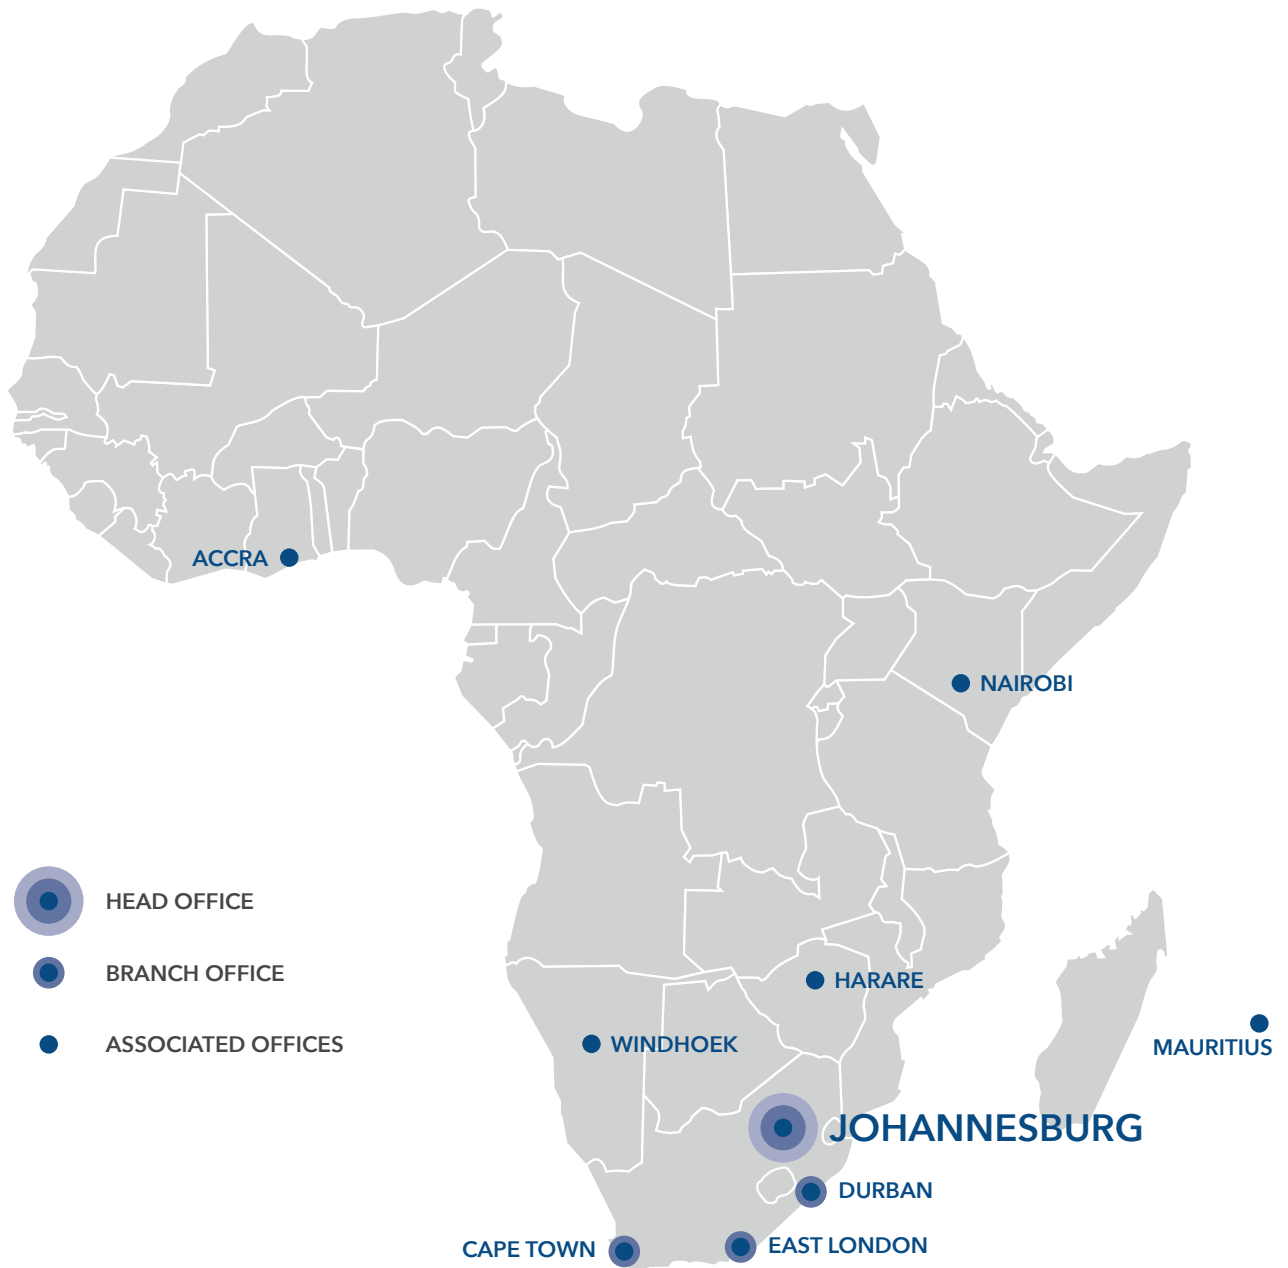 ACCRA
NAIROBI
HEAD OFFICE
BRANCH OFFICE
HARARE
ASSOCIATED OFFICES
WINDHOEK
MAURITIUS
JOHANNESBURG
DURBAN
CAPE TOWN
EAST LONDON